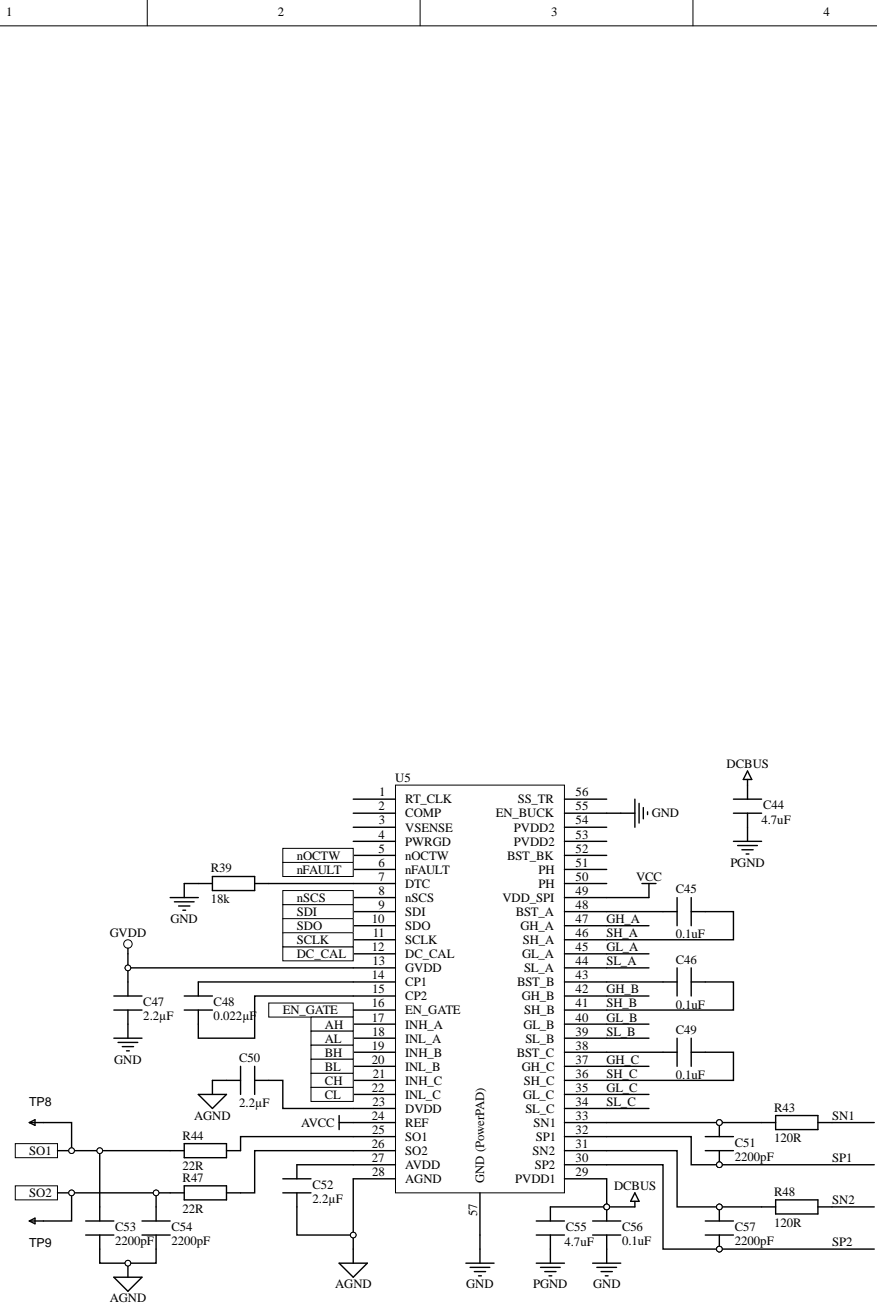 1 2 3 4
U5
1 RT_CLK SS_TR 56
2 COMP EN_BUCK 55 GND
3 VSENSE PVDD2 54
4 PWRGD PVDD2 53
nOCTW 5 nOCTW BST_BK 52
nFAULT 6 nFAULT PH 51
7 DTC PH 50
nSCS 8 nSCS VDD_SPI 49
SDI 9 SDI BST_A 48
SDO 10 SDO GH_A 47 GH_A
SCLK 11 SCLK SH_A 46 SH_A
DC_CAL 12 DC_CAL GL_A 45 GL_A
13 GVDD SL_A 44 SL_A
14 CP1 BST_B 43
15 CP2 GH_B 42 GH_B
EN_GATE 16 EN_GATE SH_B 41 SH_B
AH 17 INH_A GL_B 40 GL_B
AL 18 INL_A SL_B 39 SL_B
BH 19 INH_B BST_C 38
BL 20 INL_B GH_C 37 GH_C
CH 21 INH_C SH_C 36 SH_C
CL 22 INL_C GL_C 35 GL_C
23 DVDD SL_C 34 SL_C
AVCC 24 REF SN1 33
25 SO1 SP1 32
26 SO2 SN2 31
27 AVDD SP2 30
28 AGND PVDD1 29
GND (PowerPAD)
57
GND
R39
18k
GND
GVDD
C47
2.2µF
GND
C48
0.022µF
C50
2.2µF
AGND
TP8
SO1
R44
22R
SO2
R47
22R
TP9
C53
2200pF
C54
2200pF
AGND
C52
2.2µF
AGND
DCBUS
C44
4.7uF
PGND
VCC
C45
0.1uF
C46
0.1uF
C49
0.1uF
R43
120R
SN1
C51
2200pF
SP1
R48
120R
SN2
C57
2200pF
SP2
DCBUS
C55
4.7uF
PGND
C56
0.1uF
GND